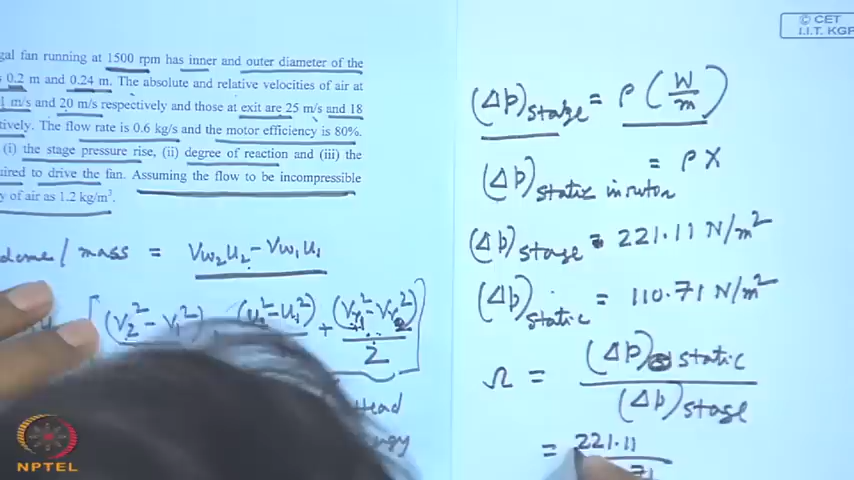 © CET
I.I.T. KGP
gal fan running at 1500 rpm has inner and outer diameter of the
0.2 m and 0.24 m. The absolute and relative velocities of air at
1 m/s and 20 m/s respectively and those at exit are 25 m/s and 18
tively. The flow rate is 0.6 kg/s and the motor efficiency is 80%.
(i) the stage pressure rise, (ii) degree of reaction and (iii) the
ired to drive the fan. Assuming the flow to be incompressible
y of air as 1.2 kg/m³.
done/mass = Vw₂U₂ - Vw₁U₁
[(V₂² - V₁²) (U₂² - U₁²) + (Vr₁² - Vr₂²)]
2
Head
(Δp)stage = ρ (W/m)
(Δp)static in rotor = ρ X
(Δp)stage = 221.11 N/m²
(Δp)static = 110.71 N/m²
Ω = (Δp)static
(Δp)stage
= 221.11
71
NPTEL